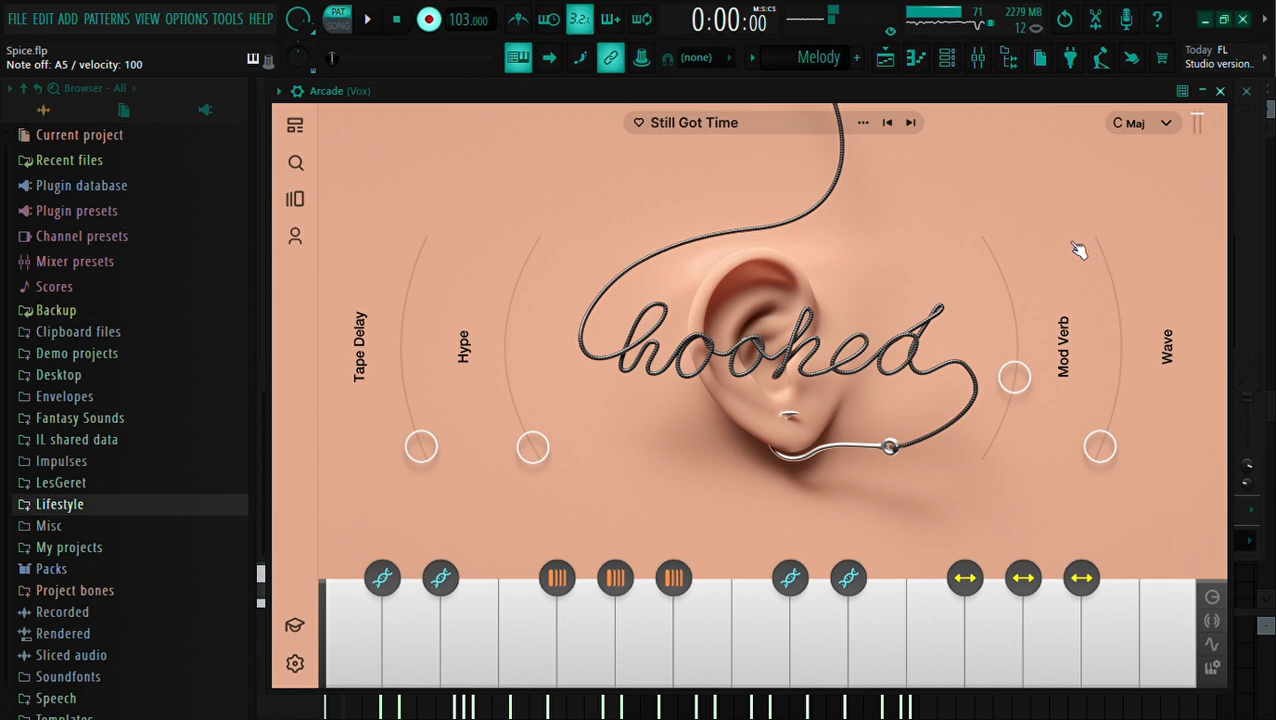 FILE EDIT ADD PATTERNS VIEW OPTIONS TOOLS HELP
PAT
SONG
103.000
3.2.
0:00:00
M:S:CS
71
2279 MB
12
Spice.flp
Note off: A5 / velocity: 100
(none)
Melody
Today FL
Studio version..
Browser - All
Arcade (Vox)
Current project
Recent files
Plugin database
Plugin presets
Channel presets
Mixer presets
Scores
Backup
Clipboard files
Demo projects
Desktop
Envelopes
Fantasy Sounds
IL shared data
Impulses
LesGeret
Lifestyle
Misc
My projects
Packs
Project bones
Recorded
Rendered
Sliced audio
Soundfonts
Speech
Templates
Still Got Time
C Maj
Tape Delay
Hype
hooked
Mod Verb
Wave